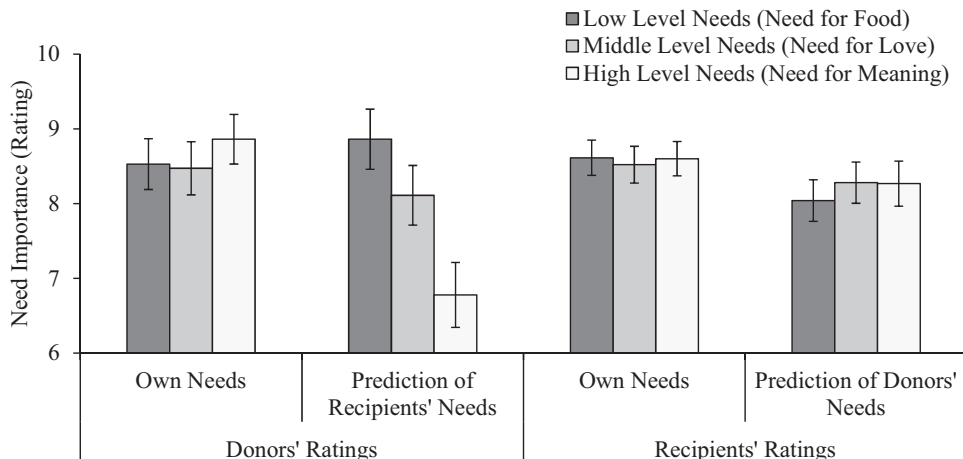 Low Level Needs (Need for Food)
Middle Level Needs (Need for Love)
High Level Needs (Need for Meaning)
Need Importance (Rating)
10
9
8
7
6
Own Needs
Prediction of
Recipients' Needs
Own Needs
Prediction of Donors'
Needs
Donors' Ratings
Recipients' Ratings